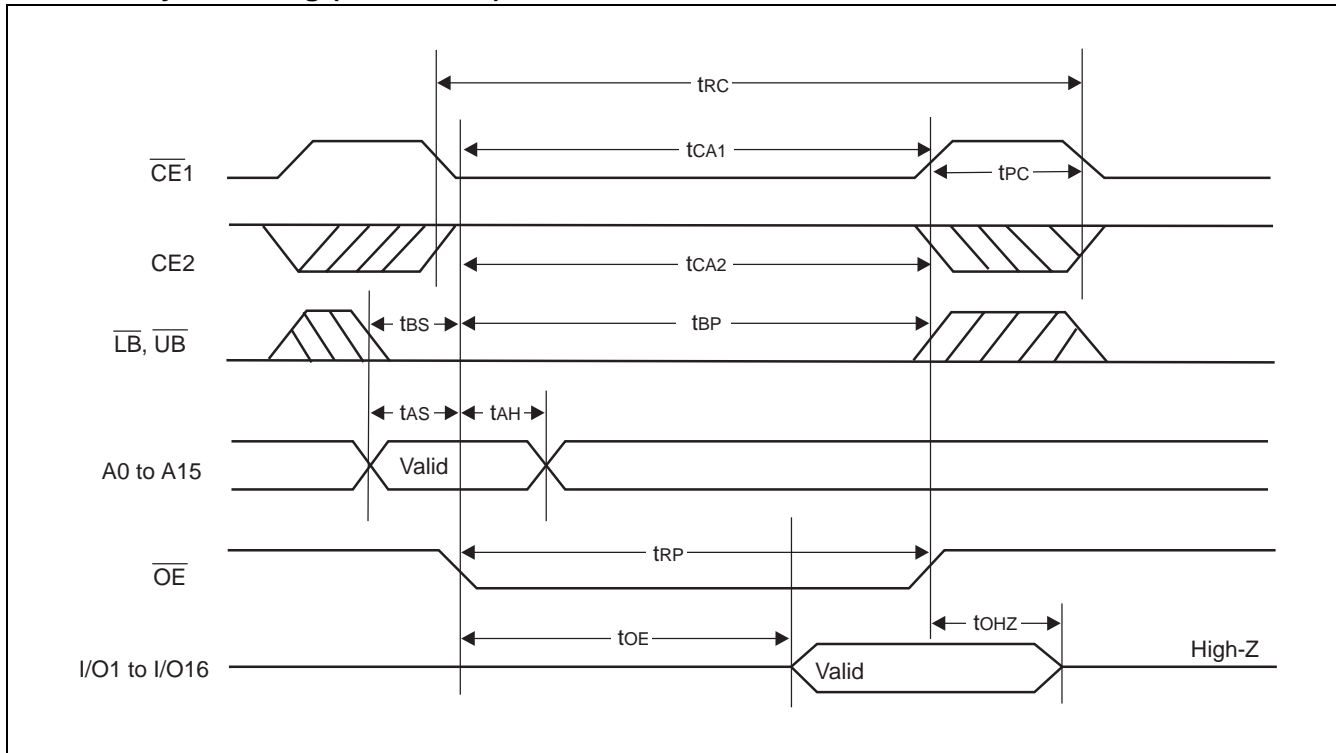 tRC
CE1
tCA1
tPC
CE2
tCA2
LB, UB
tBS
tBP
tAS
tAH
A0 to A15
Valid
OE
tRP
tOE
tOHZ
I/O1 to I/O16
Valid
High-Z